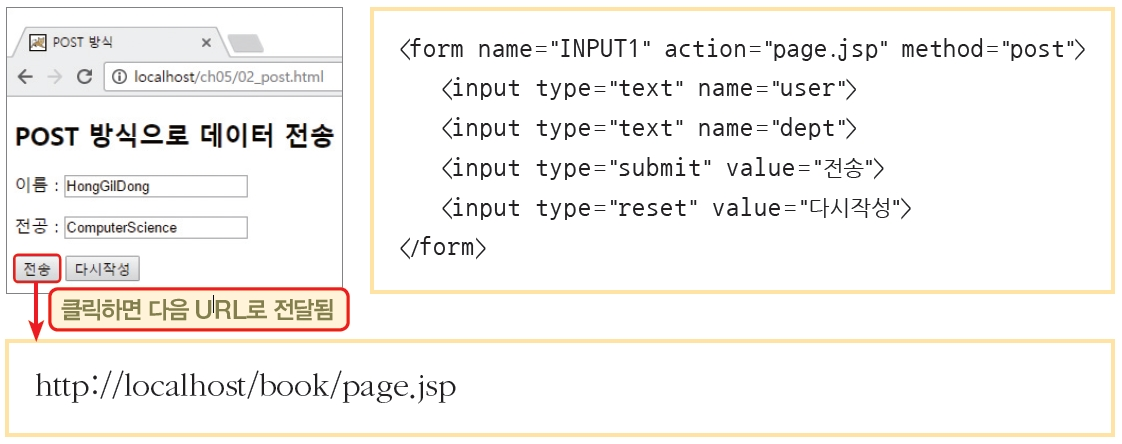 POST 방식
localhost/ch05/02_post.html
POST 방식으로 데이터 전송
이름 : HongGilDong
전공 : ComputerScience
전송 다시작성
클릭하면 다음 URL로 전달됨
<form name="INPUT1" action="page.jsp" method="post">
<input type="text" name="user">
<input type="text" name="dept">
<input type="submit" value="전송">
<input type="reset" value="다시작성">
</form>
http://localhost/book/page.jsp